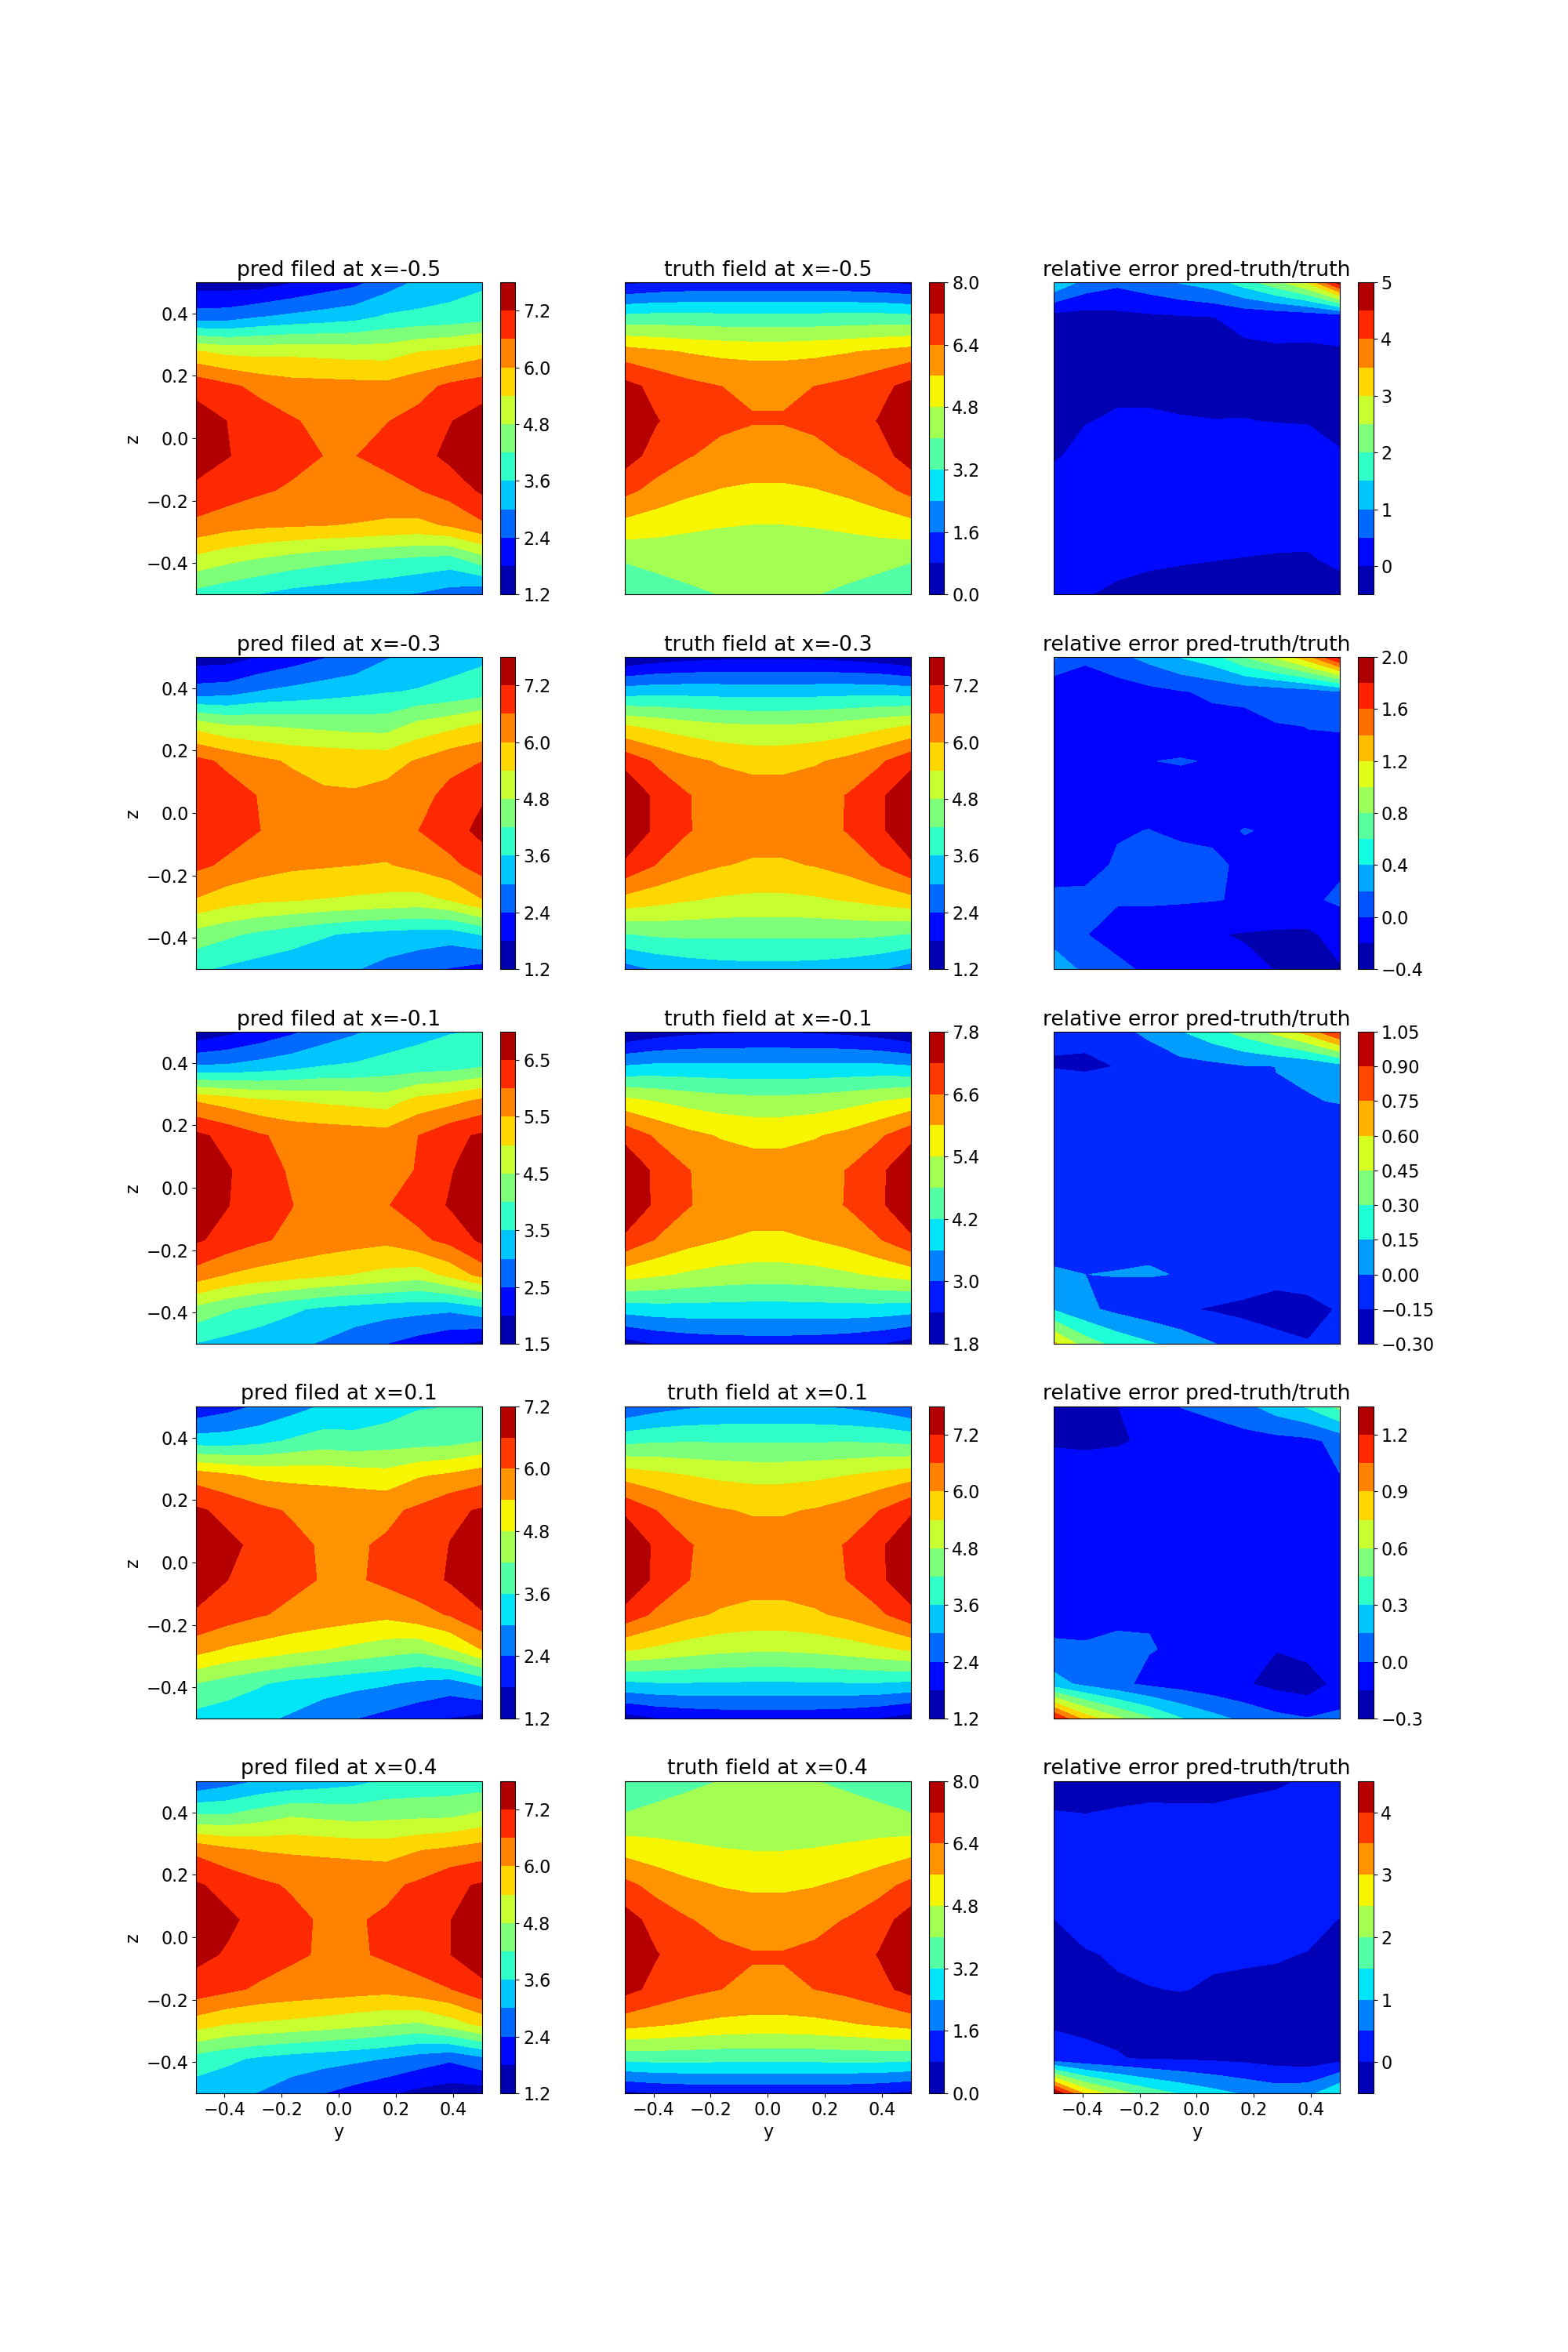 pred filed at x=-0.5 truth field at x=-0.5 relative error pred-truth/truth
0.4 7.2 8.0 5
0.2 6.0 6.4 4
z 0.0 4.8 4.8 3
−0.2 3.6 3.2 2
−0.4 2.4 1.6 1
1.2 0.0 0
pred filed at x=-0.3 truth field at x=-0.3 relative error pred-truth/truth
0.4 7.2 7.2 2.0
0.2 6.0 6.0 1.6
z 0.0 4.8 4.8 1.2
−0.2 3.6 3.6 0.8
−0.4 2.4 2.4 0.4
1.2 1.2 0.0
−0.4
pred filed at x=-0.1 truth field at x=-0.1 relative error pred-truth/truth
0.4 6.5 7.8 1.05
0.2 5.5 6.6 0.90
z 0.0 4.5 5.4 0.75
−0.2 3.5 4.2 0.60
−0.4 2.5 3.0 0.45
1.5 1.8 0.30
0.15
0.00
−0.15
−0.30
pred filed at x=0.1 truth field at x=0.1 relative error pred-truth/truth
0.4 7.2 7.2 1.2
0.2 6.0 6.0 0.9
z 0.0 4.8 4.8 0.6
−0.2 3.6 3.6 0.3
−0.4 2.4 2.4 0.0
1.2 1.2 −0.3
pred filed at x=0.4 truth field at x=0.4 relative error pred-truth/truth
0.4 7.2 8.0 4
0.2 6.0 6.4 3
z 0.0 4.8 4.8 2
−0.2 3.6 3.2 1
−0.4 2.4 1.6 0
1.2 0.0
−0.4 −0.2 0.0 0.2 0.4 −0.4 −0.2 0.0 0.2 0.4 −0.4 −0.2 0.0 0.2 0.4
y y y